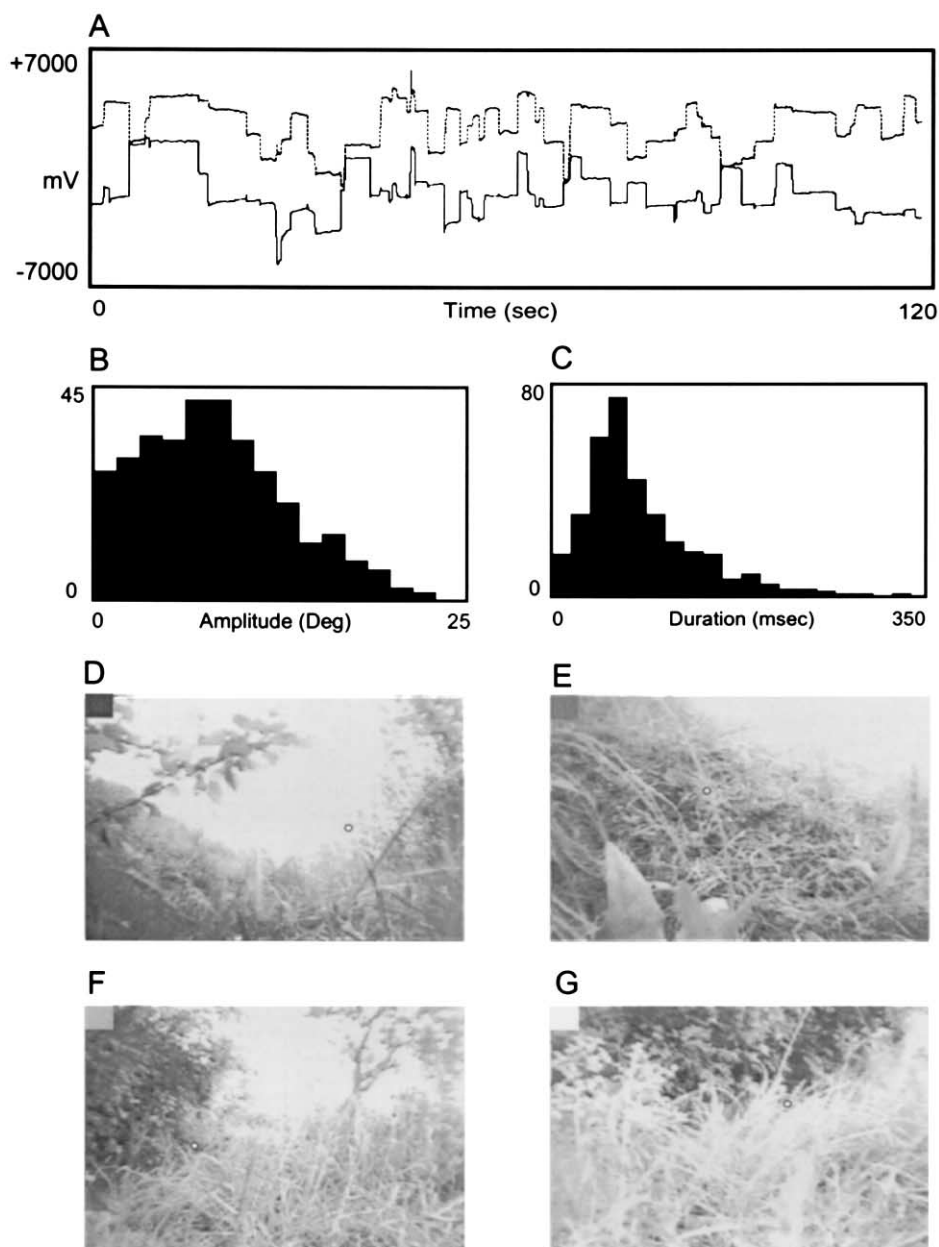 A
+7000
mV
-7000
0 Time (sec) 120
B C
45 80
0 0
0 Amplitude (Deg) 25 0 Duration (msec) 350
D E
F G